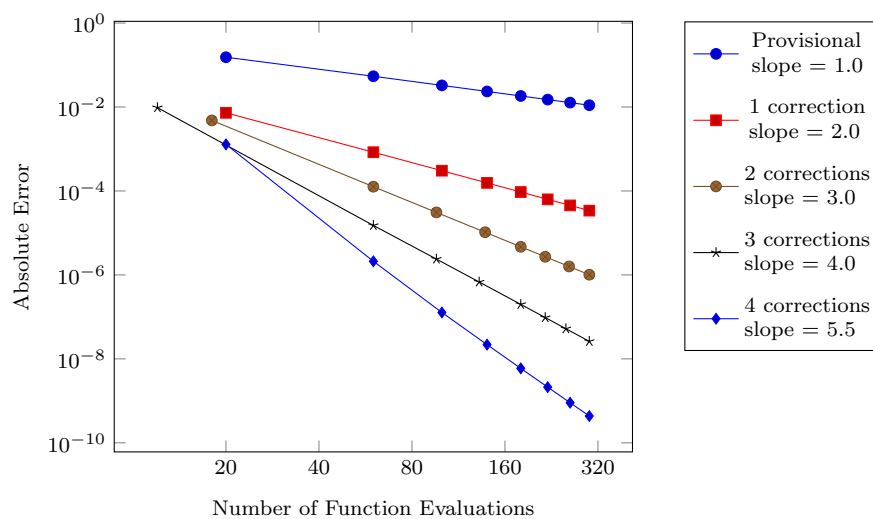 10^0
10^−2
10^−4
10^−6
10^−8
10^−10
Absolute Error
20 40 80 160 320
Number of Function Evaluations
Provisional
slope = 1.0
1 correction
slope = 2.0
2 corrections
slope = 3.0
3 corrections
slope = 4.0
4 corrections
slope = 5.5